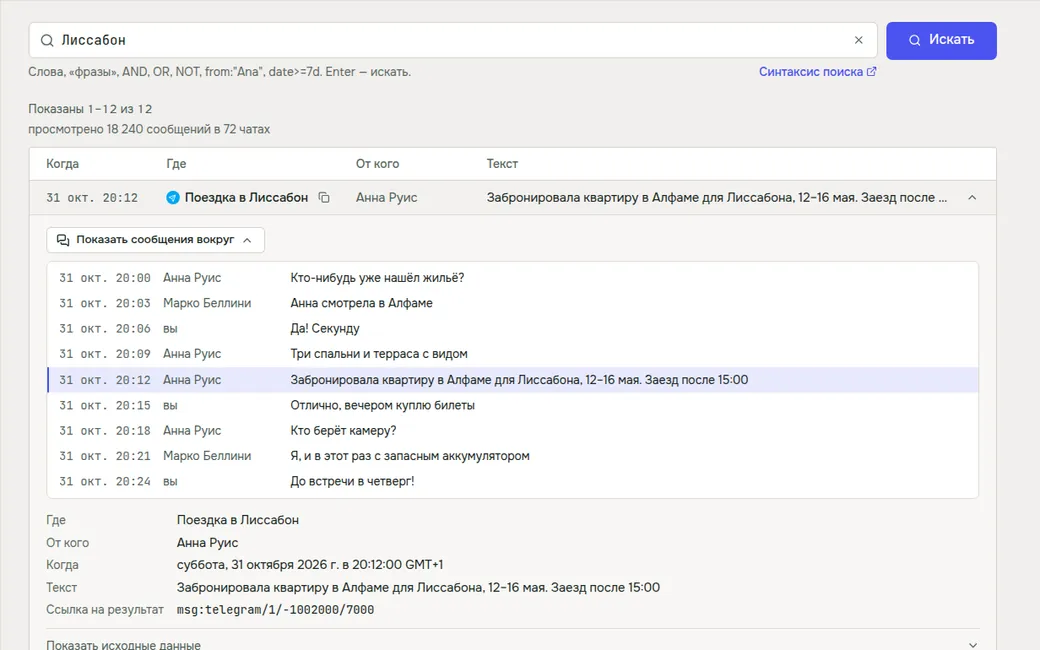 Лиссабон
Искать
Слова, «фразы», AND, OR, NOT, from:"Ana", date>=7d. Enter — искать.
Синтаксис поиска
Показаны 1–12 из 12
просмотрено 18 240 сообщений в 72 чатах
Когда Где От кого Текст
31 окт. 20:12 Поездка в Лиссабон Анна Руис Забронировала квартиру в Алфаме для Лиссабона, 12–16 мая. Заезд после ...
Показать сообщения вокруг
31 окт. 20:00 Анна Руис Кто-нибудь уже нашёл жильё?
31 окт. 20:03 Марко Беллини Анна смотрела в Алфаме
31 окт. 20:06 вы Да! Секунду
31 окт. 20:09 Анна Руис Три спальни и терраса с видом
31 окт. 20:12 Анна Руис Забронировала квартиру в Алфаме для Лиссабона, 12–16 мая. Заезд после 15:00
31 окт. 20:15 вы Отлично, вечером куплю билеты
31 окт. 20:18 Анна Руис Кто берёт камеру?
31 окт. 20:21 Марко Беллини Я, и в этот раз с запасным аккумулятором
31 окт. 20:24 вы До встречи в четверг!
Где Поездка в Лиссабон
От кого Анна Руис
Когда суббота, 31 октября 2026 г. в 20:12:00 GMT+1
Текст Забронировала квартиру в Алфаме для Лиссабона, 12–16 мая. Заезд после 15:00
Ссылка на результат msg:telegram/1/-1002000/7000
Показать исходные данные